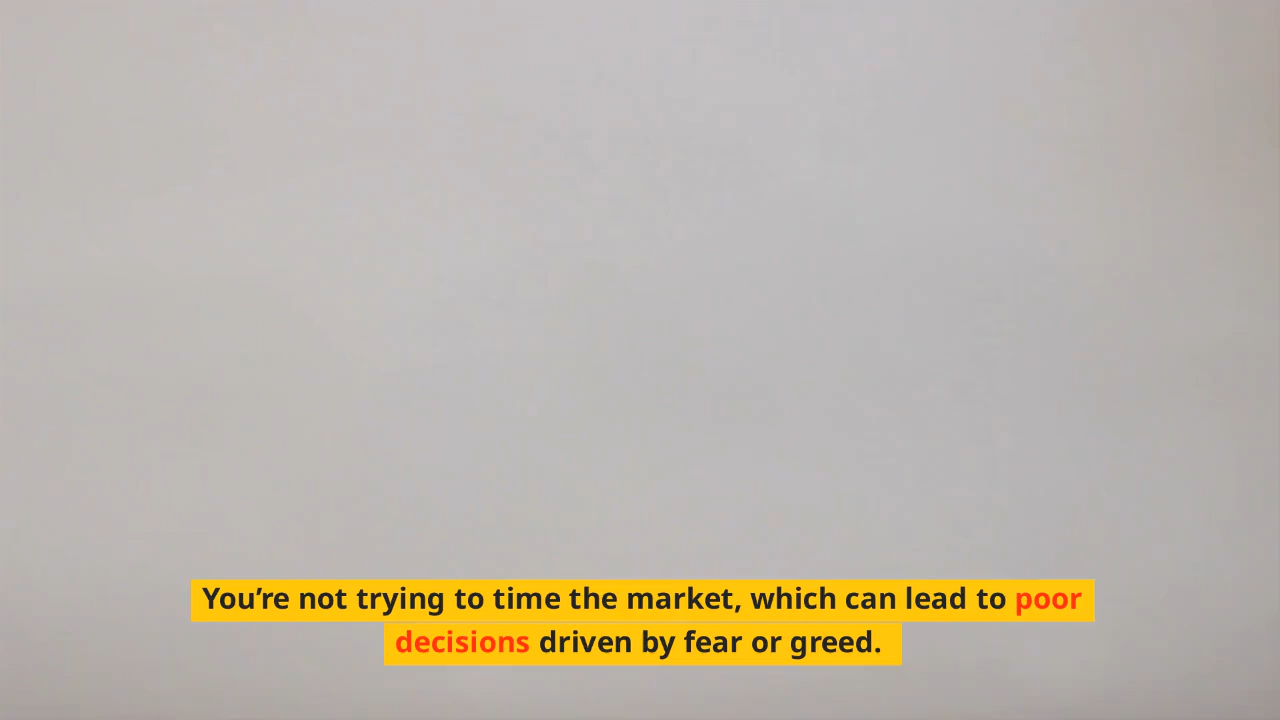 You’re not trying to time the market, which can lead to poor
decisions driven by fear or greed.